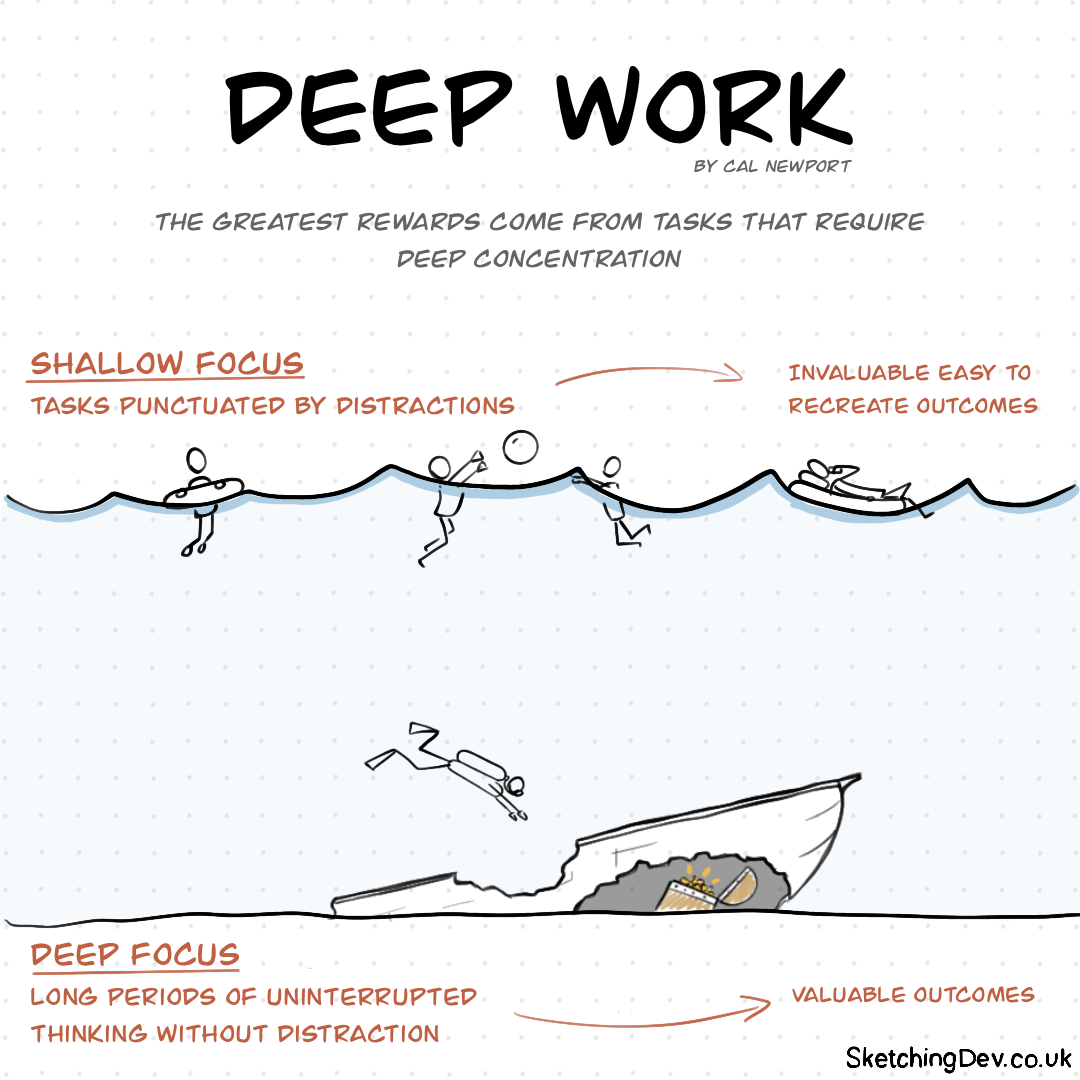 DEEP WORK
BY CAL NEWPORT
THE GREATEST REWARDS COME FROM TASKS THAT REQUIRE
DEEP CONCENTRATION
SHALLOW FOCUS
TASKS PUNCTUATED BY DISTRACTIONS
INVALUABLE EASY TO
RECREATE OUTCOMES
DEEP FOCUS
LONG PERIODS OF UNINTERRUPTED
THINKING WITHOUT DISTRACTION
VALUABLE OUTCOMES
SketchingDev.co.uk